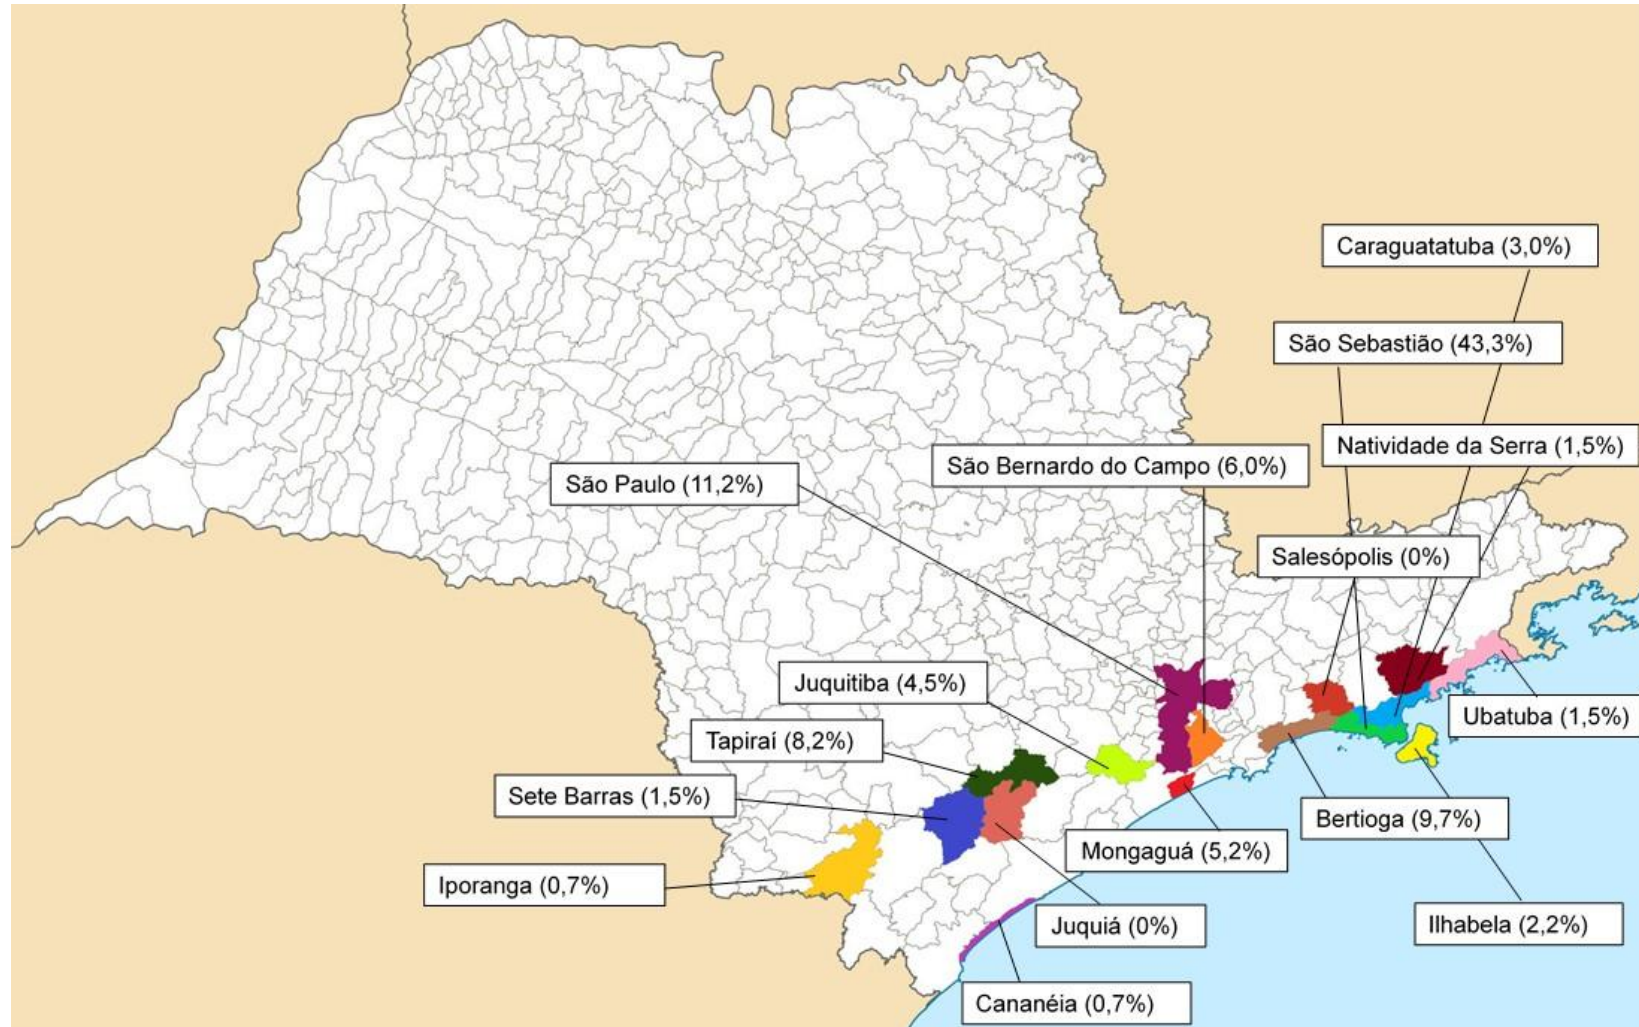 Caraguatatuba (3,0%)
São Sebastião (43,3%)
Natividade da Serra (1,5%)
São Bernardo do Campo (6,0%)
São Paulo (11,2%)
Salesópolis (0%)
Juquitiba (4,5%)
Ubatuba (1,5%)
Tapiraí (8,2%)
Sete Barras (1,5%)
Bertioga (9,7%)
Mongaguá (5,2%)
Iporanga (0,7%)
Ilhabela (2,2%)
Juquiá (0%)
Cananéia (0,7%)